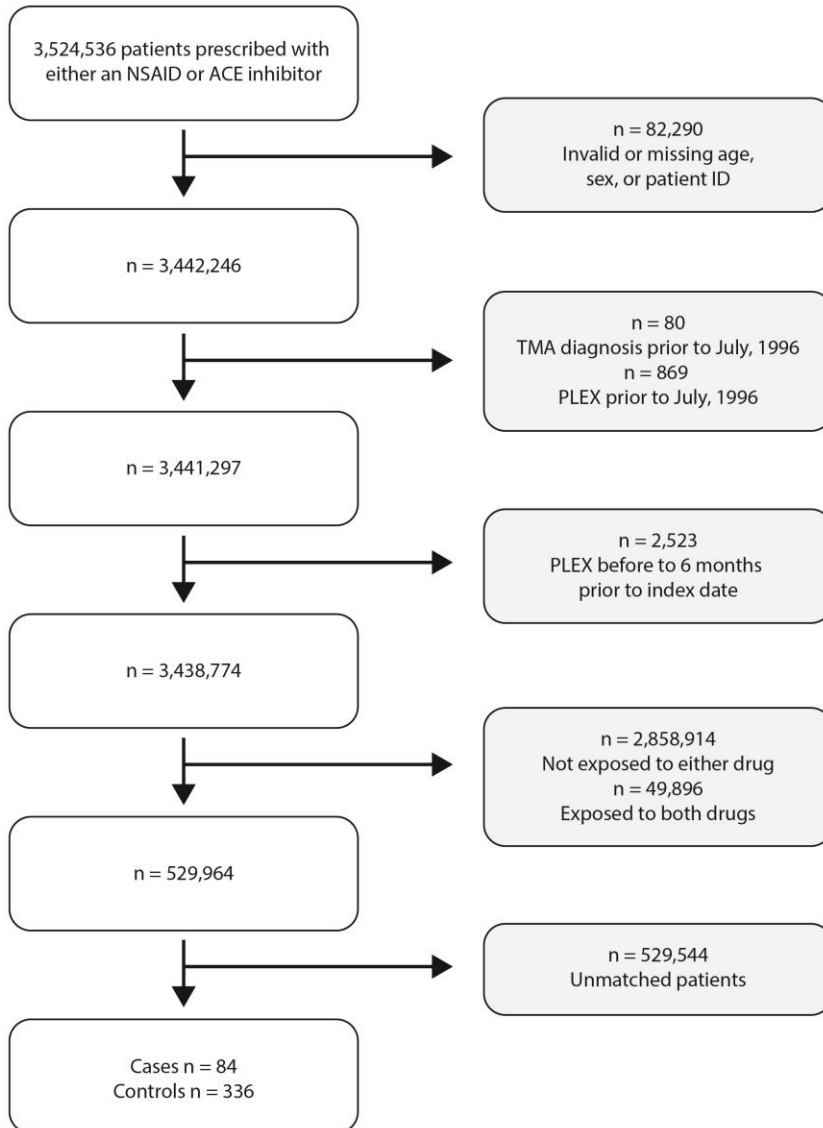 3,524,536 patients prescribed with
either an NSAID or ACE inhibitor
n = 82,290
Invalid or missing age,
sex, or patient ID
n = 3,442,246
n = 80
TMA diagnosis prior to July, 1996
n = 869
PLEX prior to July, 1996
n = 3,441,297
n = 2,523
PLEX before to 6 months
prior to index date
n = 3,438,774
n = 2,858,914
Not exposed to either drug
n = 49,896
Exposed to both drugs
n = 529,964
n = 529,544
Unmatched patients
Cases n = 84
Controls n = 336